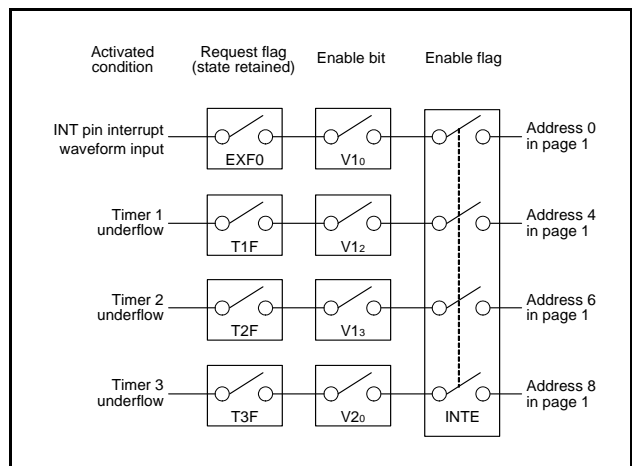 Activated condition
Request flag (state retained)
Enable bit
Enable flag
INT pin interrupt waveform input
EXF0
V10
Address 0 in page 1
Timer 1 underflow
T1F
V12
Address 4 in page 1
Timer 2 underflow
T2F
V13
Address 6 in page 1
Timer 3 underflow
T3F
V20
INTE
Address 8 in page 1